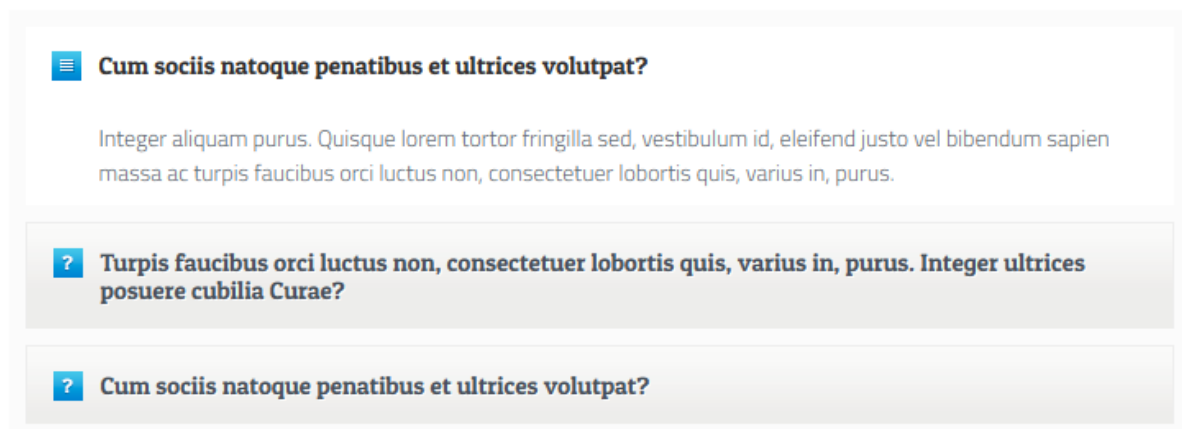 Cum sociis natoque penatibus et ultrices volutpat?
Integer aliquam purus. Quisque lorem tortor fringilla sed, vestibulum id, eleifend justo vel bibendum sapien
massa ac turpis faucibus orci luctus non, consectetuer lobortis quis, varius in, purus.
? Turpis faucibus orci luctus non, consectetuer lobortis quis, varius in, purus. Integer ultrices
posuere cubilia Curae?
? Cum sociis natoque penatibus et ultrices volutpat?